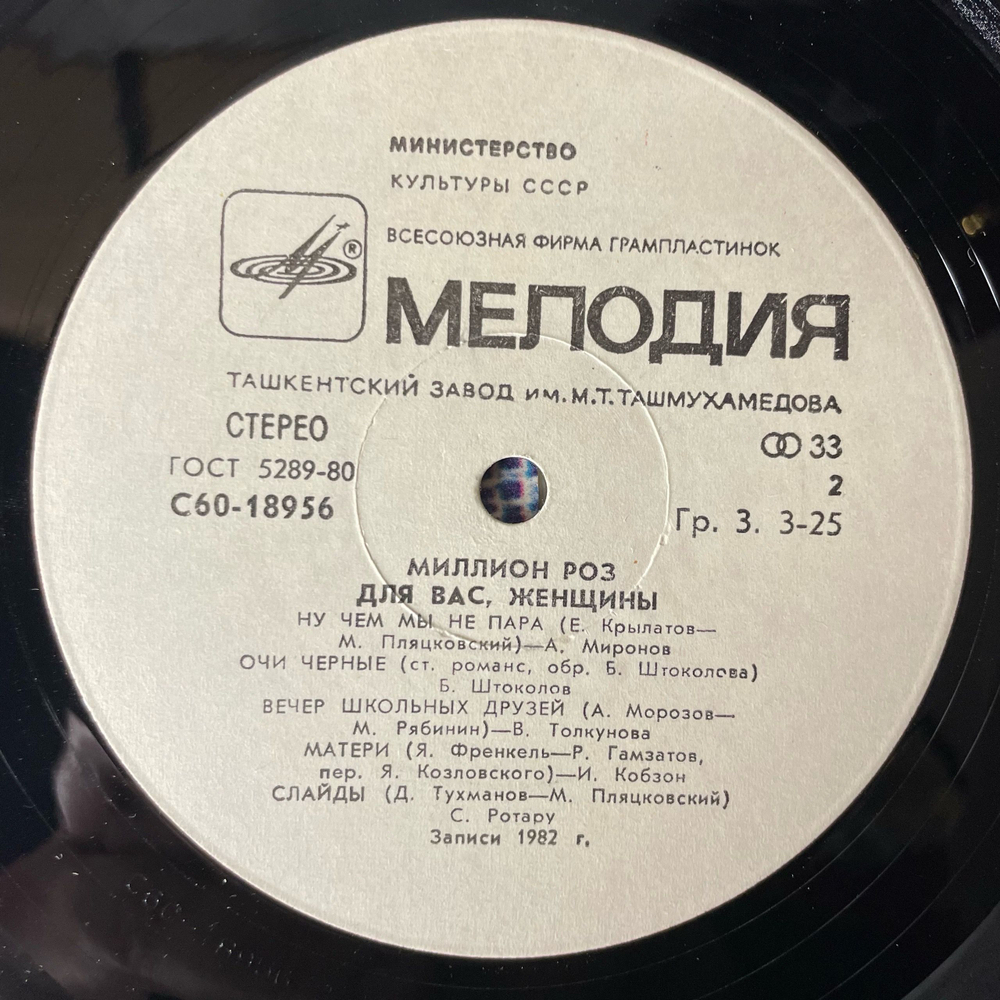 МИНИСТЕРСТВО
КУЛЬТУРЫ СССР
ВСЕСОЮЗНАЯ ФИРМА ГРАМПЛАСТИНОК
®
МЕЛОДИЯ
ТАШКЕНТСКИЙ ЗАВОД им. М.Т. ТАШМУХАМЕДОВА
СТЕРЕО
33
ГОСТ 5289-80
2
С60-18956
Гр. 3. 3-25
МИЛЛИОН РОЗ
ДЛЯ ВАС, ЖЕНЩИНЫ
НУ ЧЕМ МЫ НЕ ПАРА (Е. Крылатов—
М. Пляцковский)—А. Миронов
ОЧИ ЧЕРНЫЕ (ст. романс, обр. Б. Штоколова)
Б. Штоколов
ВЕЧЕР ШКОЛЬНЫХ ДРУЗЕЙ (А. Морозов—
М. Рябинин)—В. Толкунова
МАТЕРИ (Я. Френкель—Р. Гамзатов,
пер. Я. Козловского)—И. Кобзон
СЛАЙДЫ (Д. Тухманов—М. Пляцковский)
С. Ротару
Записи 1982 г.